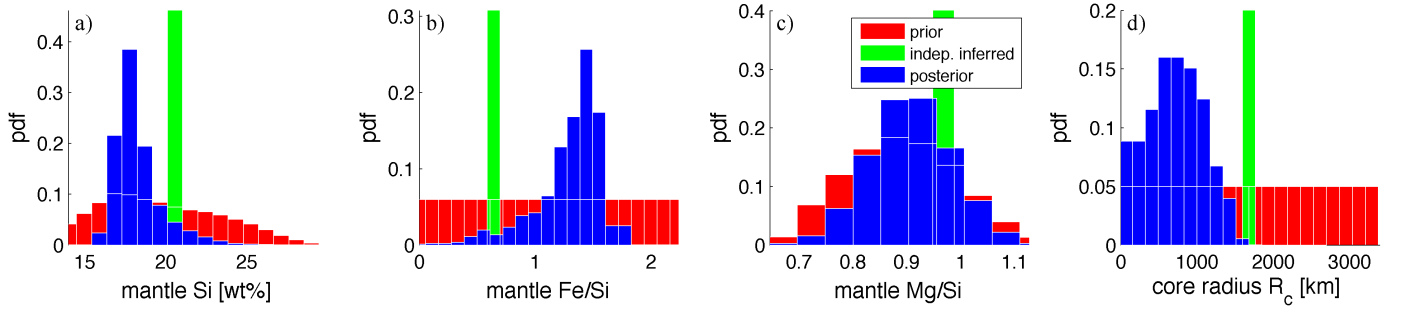 a)
0.4
0.3
0.2
0.1
0
pdf
15 20 25
mantle Si [wt%]
b)
0.3
0.2
0.1
0
pdf
0 1 2
mantle Fe/Si
c)
0.4
0.3
0.2
0.1
0
pdf
prior
indep. inferred
posterior
0.7 0.8 0.9 1 1.1
mantle Mg/Si
d)
0.2
0.15
0.1
0.05
0
pdf
0 1000 2000 3000
core radius R_c [km]